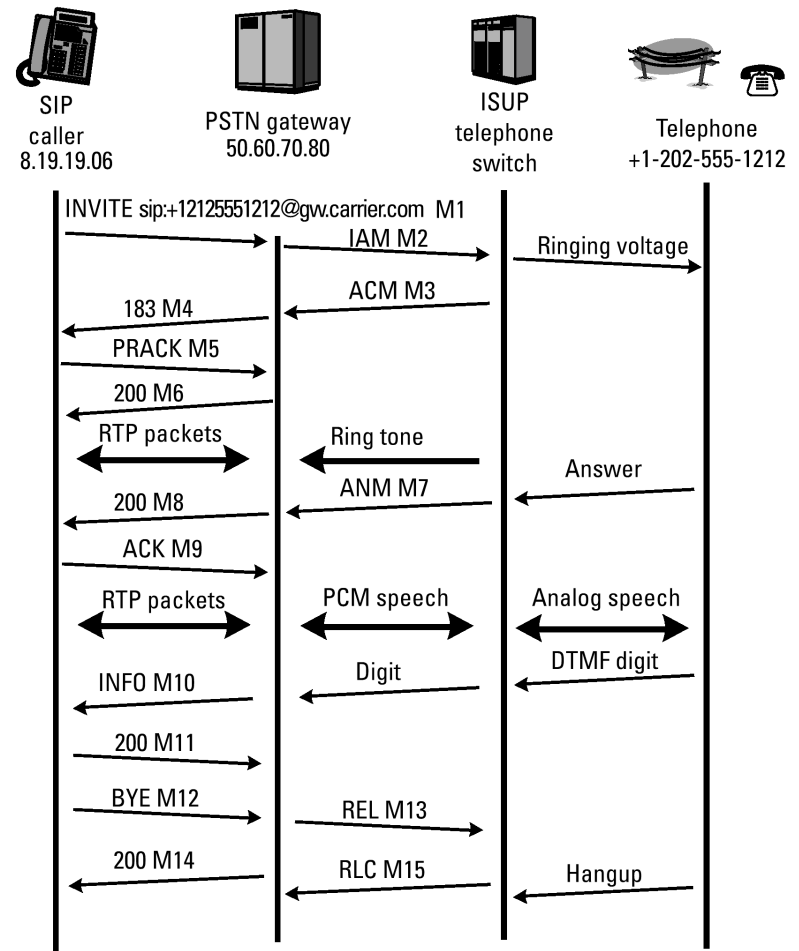 SIP
caller
8.19.19.06
PSTN gateway
50.60.70.80
ISUP
telephone
switch
Telephone
+1-202-555-1212
INVITE sip:+12125551212@gw.carrier.com M1
IAM M2
Ringing voltage
ACM M3
183 M4
PRACK M5
200 M6
RTP packets
Ring tone
Answer
ANM M7
200 M8
ACK M9
RTP packets
PCM speech
Analog speech
DTMF digit
Digit
INFO M10
200 M11
BYE M12
REL M13
200 M14
RLC M15
Hangup